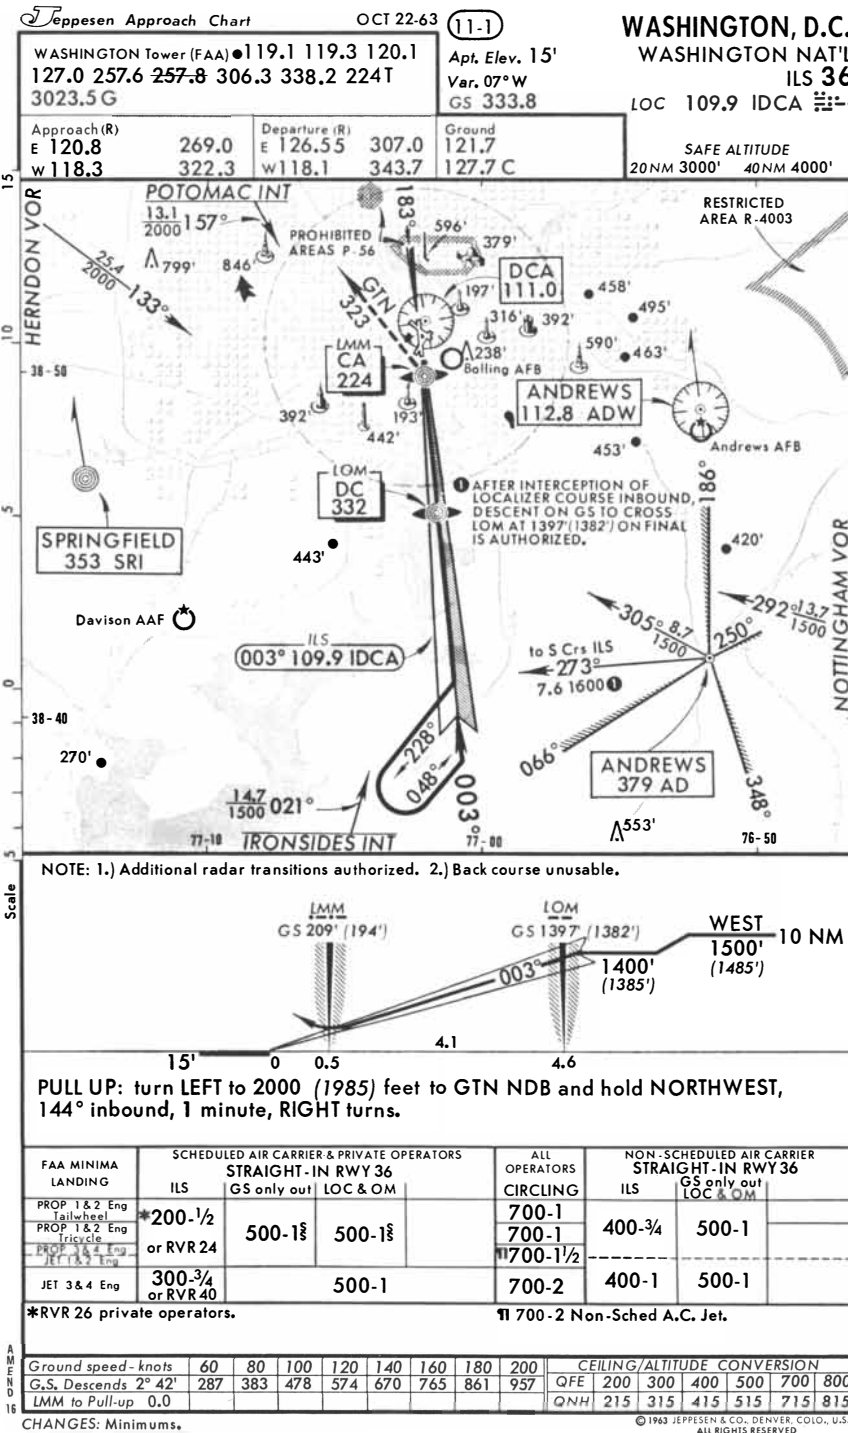 Jeppesen Approach Chart OCT 22-63 11-1 WASHINGTON, D.C.
WASHINGTON NAT'L
ILS 36
LOC 109.9 IDCA
WASHINGTON Tower (FAA) ●119.1 119.3 120.1
127.0 257.6 257.8 306.3 338.2 224T
3023.5 G
Apt. Elev. 15'
Var. 07° W
GS 333.8
Approach (R)
E 120.8 269.0
W 118.3 322.3
Departure (R)
E 126.55 307.0
W 118.1 343.7
Ground
121.7
127.7 C
SAFE ALTITUDE
20 NM 3000' 40 NM 4000'
15
10
5
0
5
Scale
HERNDON VOR
25.4
2000
133°
POTOMAC INT
13.1
2000
157°
799'
846'
PROHIBITED
AREAS P-56
183°
596'
379'
RESTRICTED
AREA R-4003
DCA
111.0
GTN
323
197'
316'
392'
458'
495'
463'
590'
238'
Bolling AFB
LMM
CA
224
38-50
392'
442'
193'
ANDREWS
112.8 ADW
Andrews AFB
453'
LOM
DC
332
1 AFTER INTERCEPTION OF
LOCALIZER COURSE INBOUND,
DESCENT ON GS TO CROSS
LOM AT 1397'(1382') ON FINAL
IS AUTHORIZED.
186°
420'
SPRINGFIELD
353 SRI
443'
Davison AAF
ILS
003° 109.9 IDCA
to S Crs ILS
273°
7.6 1600 1
305° 8.7
1500
250°
292° 13.7
1500
NOTTINGHAM VOR
38-40
270'
228°
048°
003°
066°
348°
ANDREWS
379 AD
14.7
1500
021°
IRONSIDES INT
553'
77-10
77-00
76-50
NOTE: 1.) Additional radar transitions authorized. 2.) Back course unusable.
LMM
GS 209' (194')
LOM
GS 1397' (1382')
WEST
1500'
(1485')
10 NM
003°
1400'
(1385')
4.1
15' 0 0.5 4.6
PULL UP: turn LEFT to 2000 (1985) feet to GTN NDB and hold NORTHWEST,
144° inbound, 1 minute, RIGHT turns.
FAA MINIMA
LANDING
SCHEDULED AIR CARRIER & PRIVATE OPERATORS
STRAIGHT-IN RWY 36
ILS GS only out LOC & OM
ALL
OPERATORS
CIRCLING
NON-SCHEDULED AIR CARRIER
STRAIGHT-IN RWY 36
ILS GS only out
LOC & OM
PROP 1 & 2 Eng
Tailwheel
PROP 1 & 2 Eng
Tricycle
PROP 3 & 4 Eng
JET 1 & 2 Eng
*200-½
or RVR 24
500-1§ 500-1§
700-1
700-1
¶700-1½
400-¾ 500-1
JET 3 & 4 Eng
300-¾
or RVR 40
500-1 700-2 400-1 500-1
*RVR 26 private operators. ¶ 700-2 Non-Sched A.C. Jet.
AMEND 16
Ground speed-knots 60 80 100 120 140 160 180 200
G.S. Descends 2° 42' 287 383 478 574 670 765 861 957
LMM to Pull-up 0.0
CEILING/ALTITUDE CONVERSION
QFE 200 300 400 500 700 800
QNH 215 315 415 515 715 815
CHANGES: Minimums.
© 1963 JEPPESEN & CO., DENVER, COLO., U.S.
ALL RIGHTS RESERVED